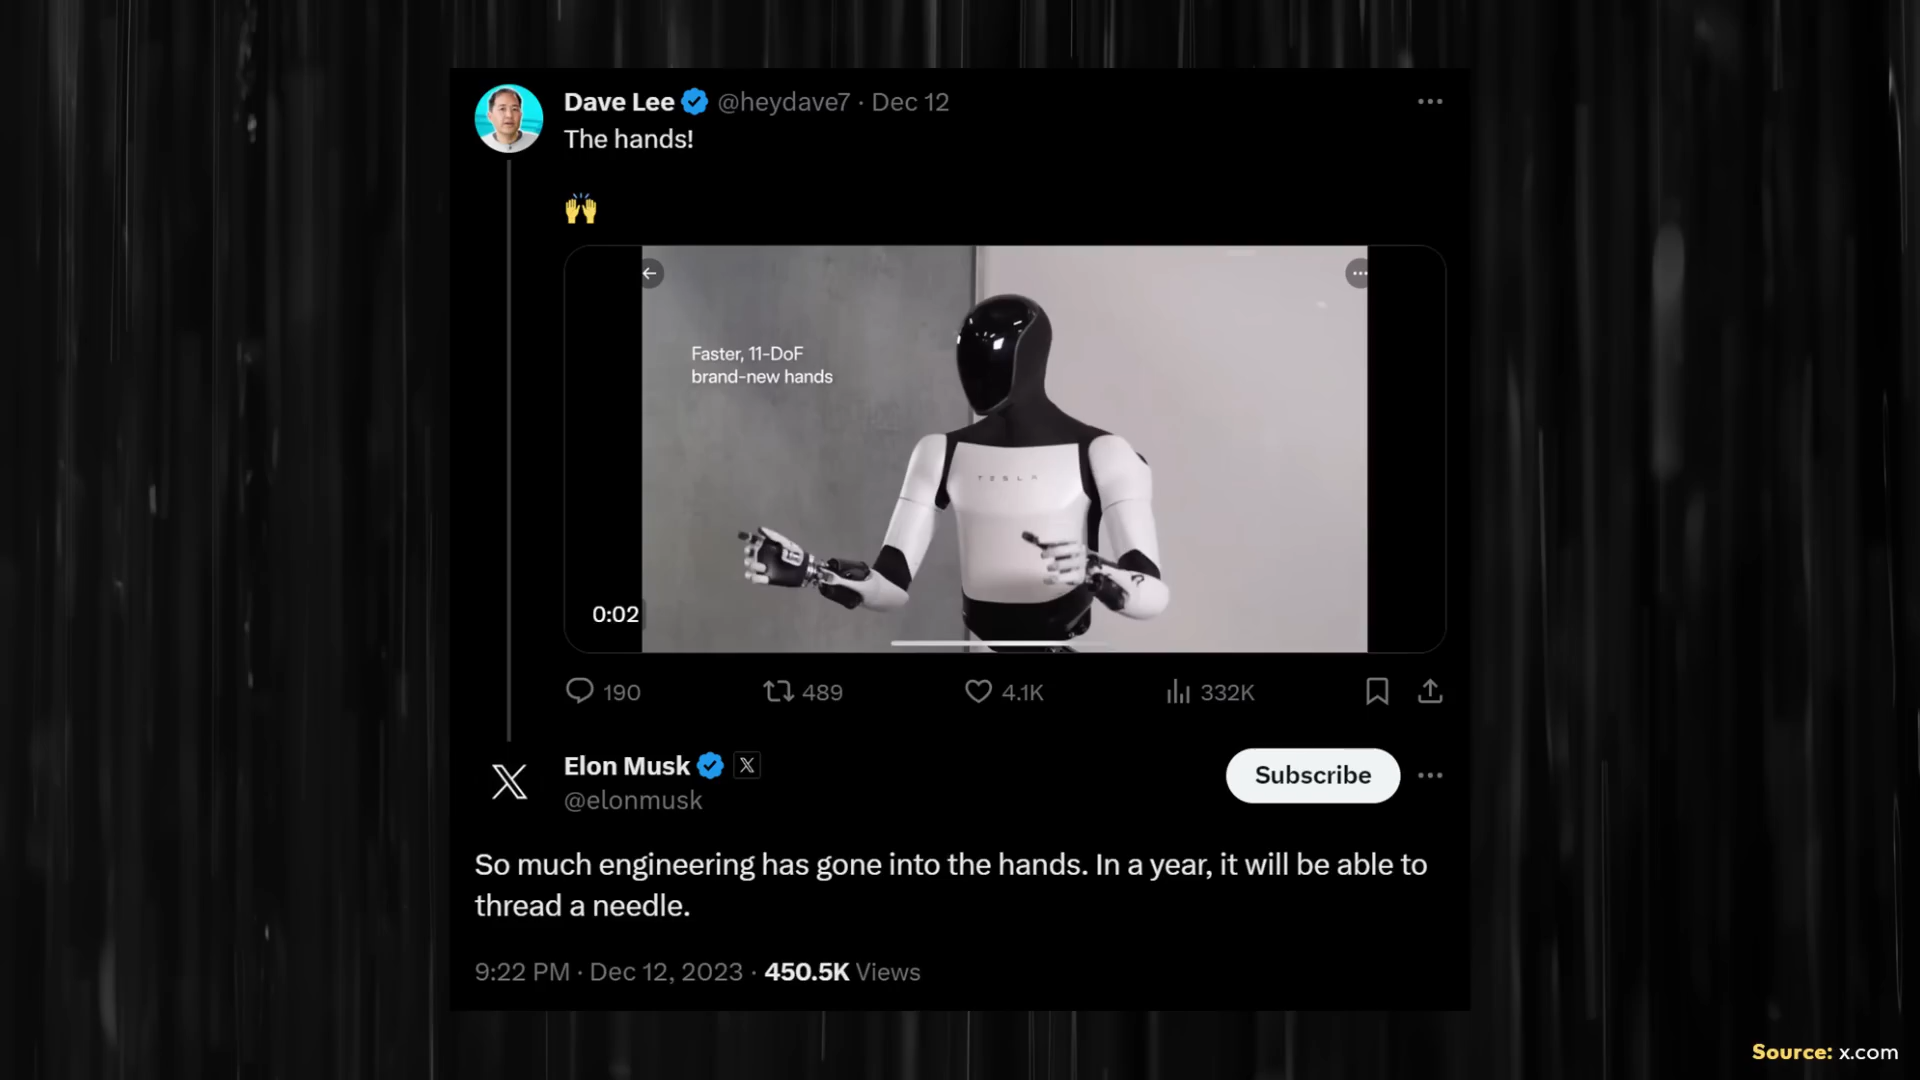 Dave Lee @heydave7 · Dec 12
The hands!
🙌
Faster, 11-DoF
brand-new hands
TESLA
0:02
190 489 4.1K 332K
Elon Musk
@elonmusk
Subscribe
So much engineering has gone into the hands. In a year, it will be able to
thread a needle.
9:22 PM · Dec 12, 2023 · 450.5K Views
Source: x.com